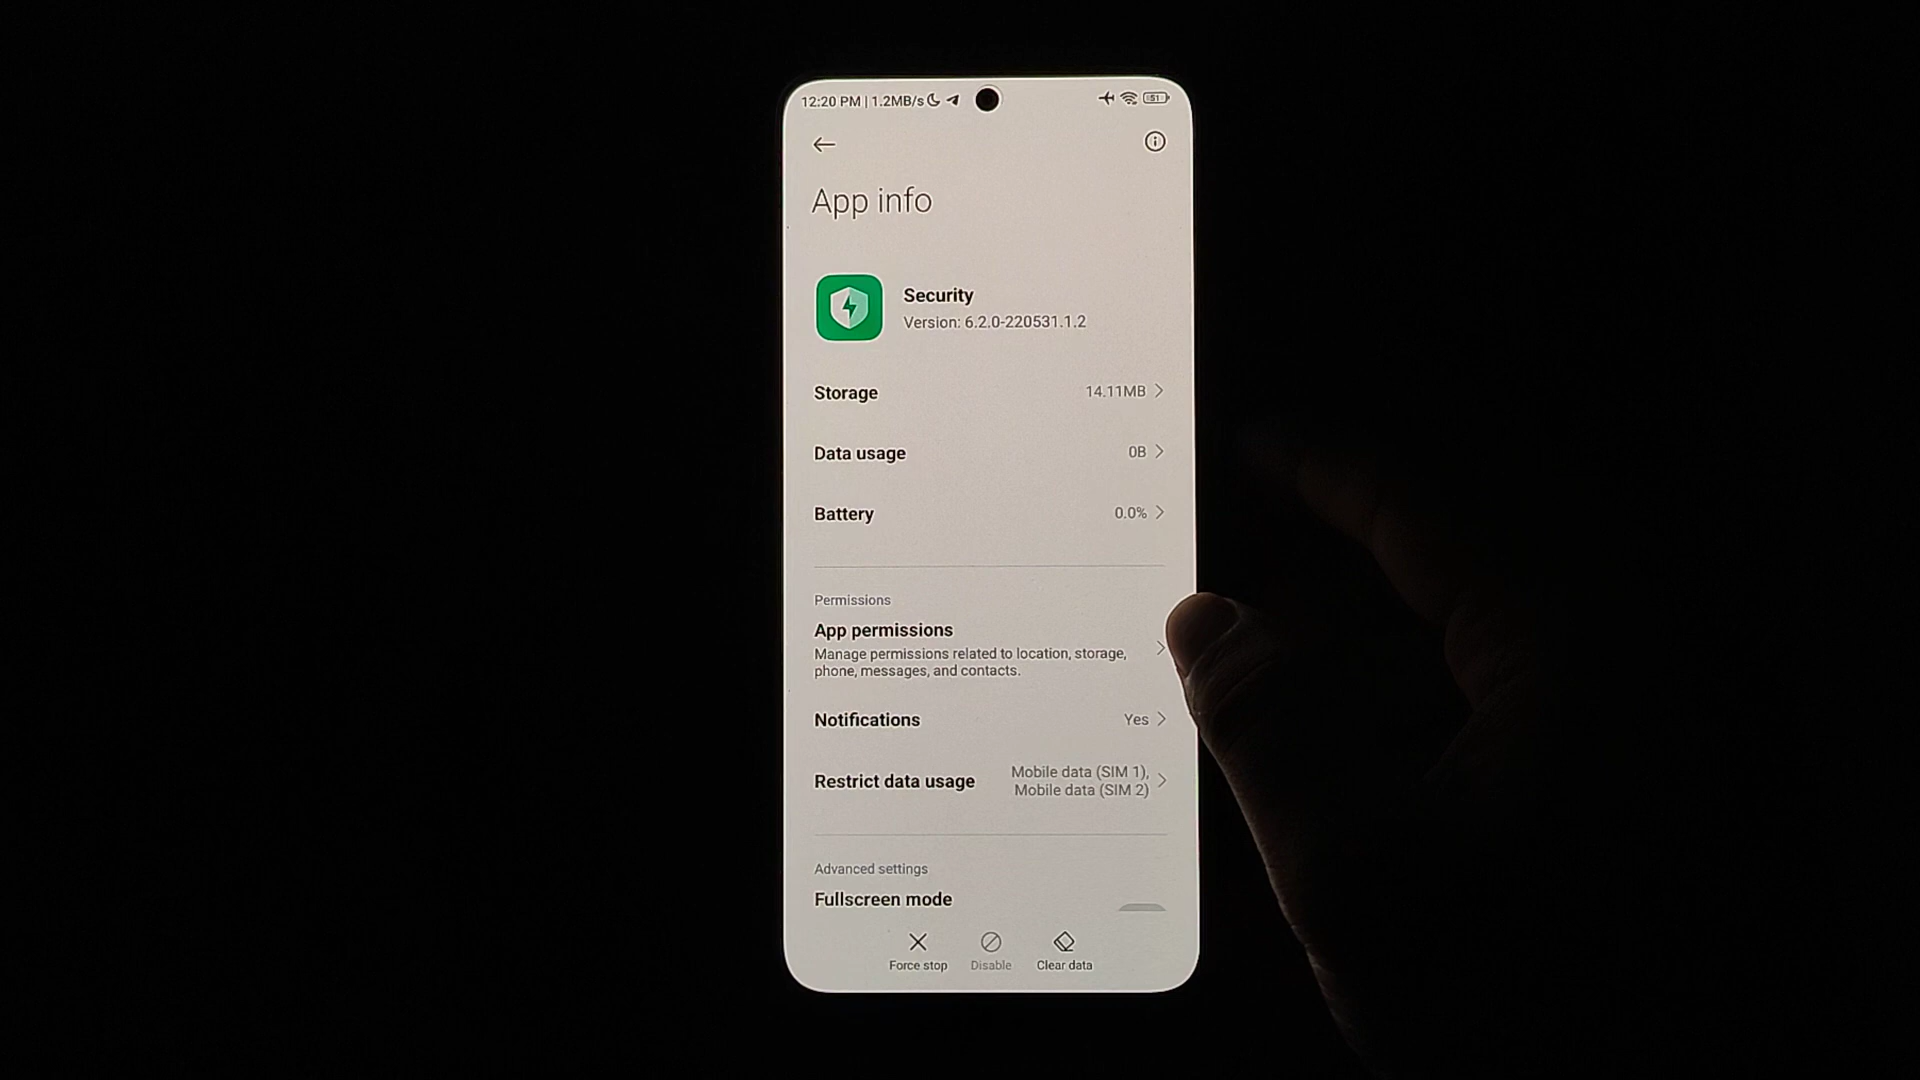 12:20 PM | 1.2MB/s
51
App info
Security
Version: 6.2.0-220531.1.2
Storage 14.11MB
Data usage 0B
Battery 0.0%
Permissions
App permissions
Manage permissions related to location, storage,
phone, messages, and contacts.
Notifications Yes
Restrict data usage Mobile data (SIM 1),
Mobile data (SIM 2)
Advanced settings
Fullscreen mode
Force stop Disable Clear data